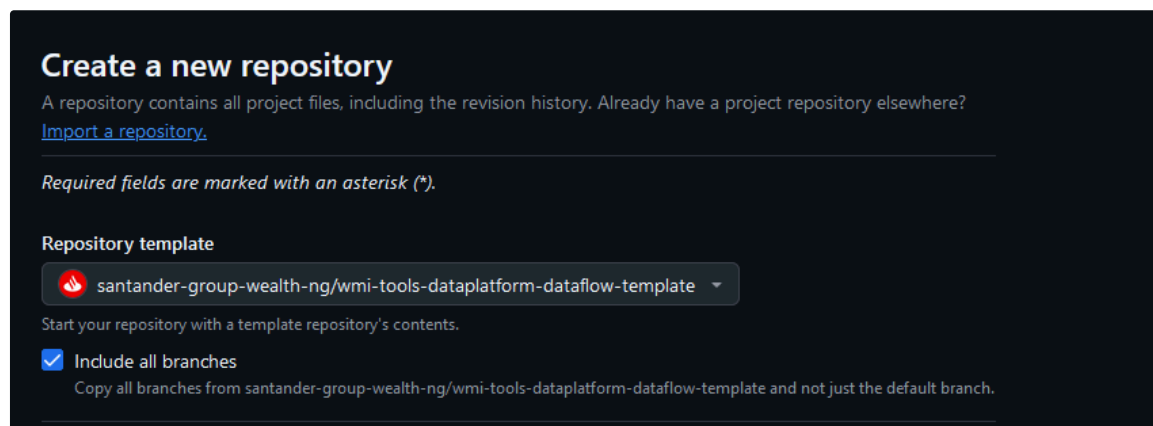 Create a new repository
A repository contains all project files, including the revision history. Already have a project repository elsewhere?
Import a repository.
Required fields are marked with an asterisk (*).
Repository template
santander-group-wealth-ng/wmi-tools-dataplatform-dataflow-template
Start your repository with a template repository's contents.
Include all branches
Copy all branches from santander-group-wealth-ng/wmi-tools-dataplatform-dataflow-template and not just the default branch.